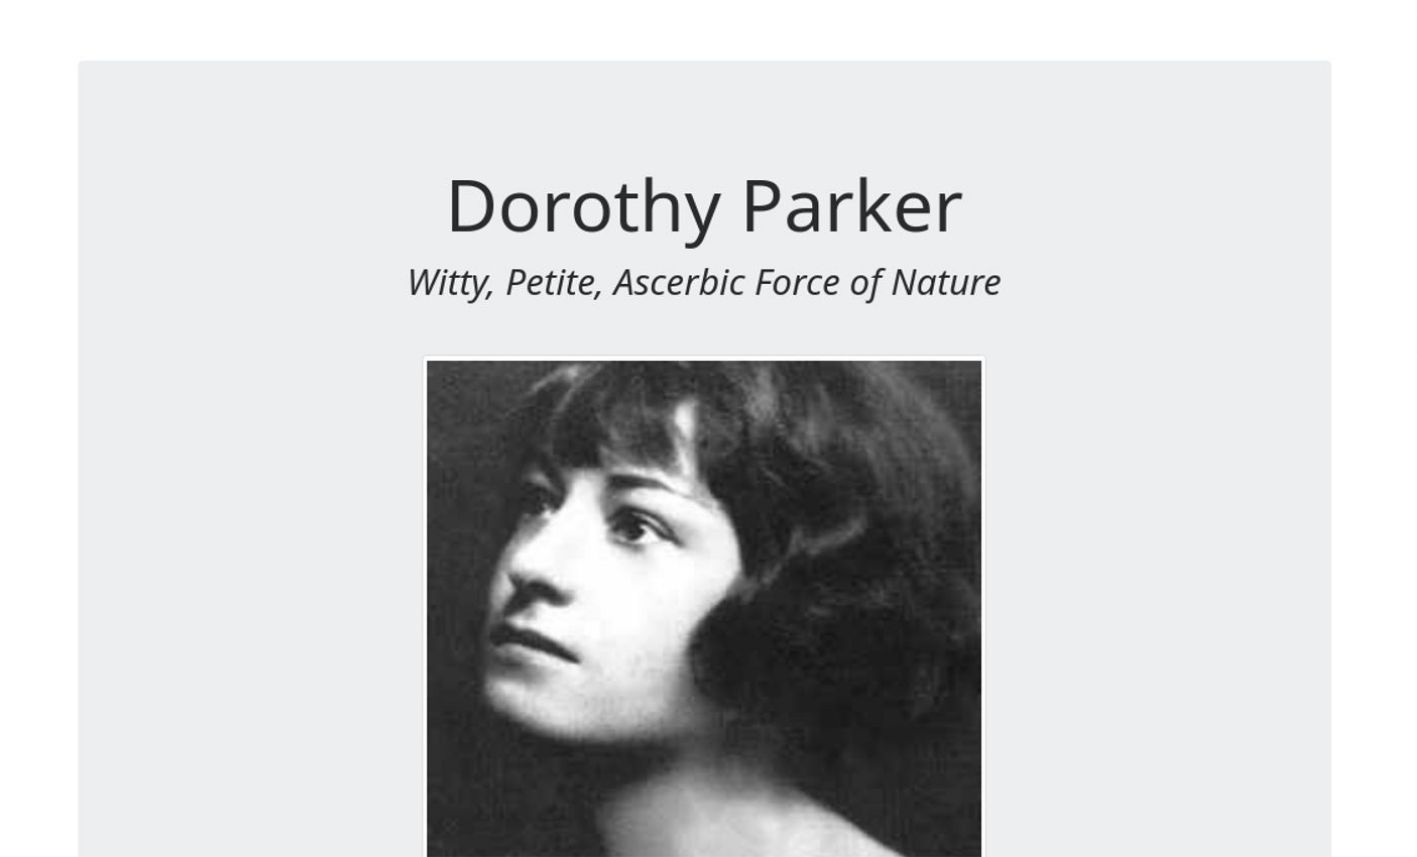 Dorothy Parker
Witty, Petite, Ascerbic Force of Nature